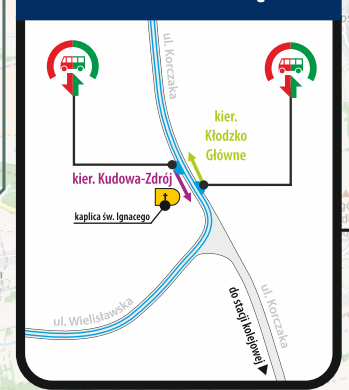 ul. Korczaka
kier.
Kłodzko
Główne
kier. Kudowa-Zdrój
kaplica św. Ignacego
ul. Wielisławska
do stacji kolejowej
ul. Korczaka